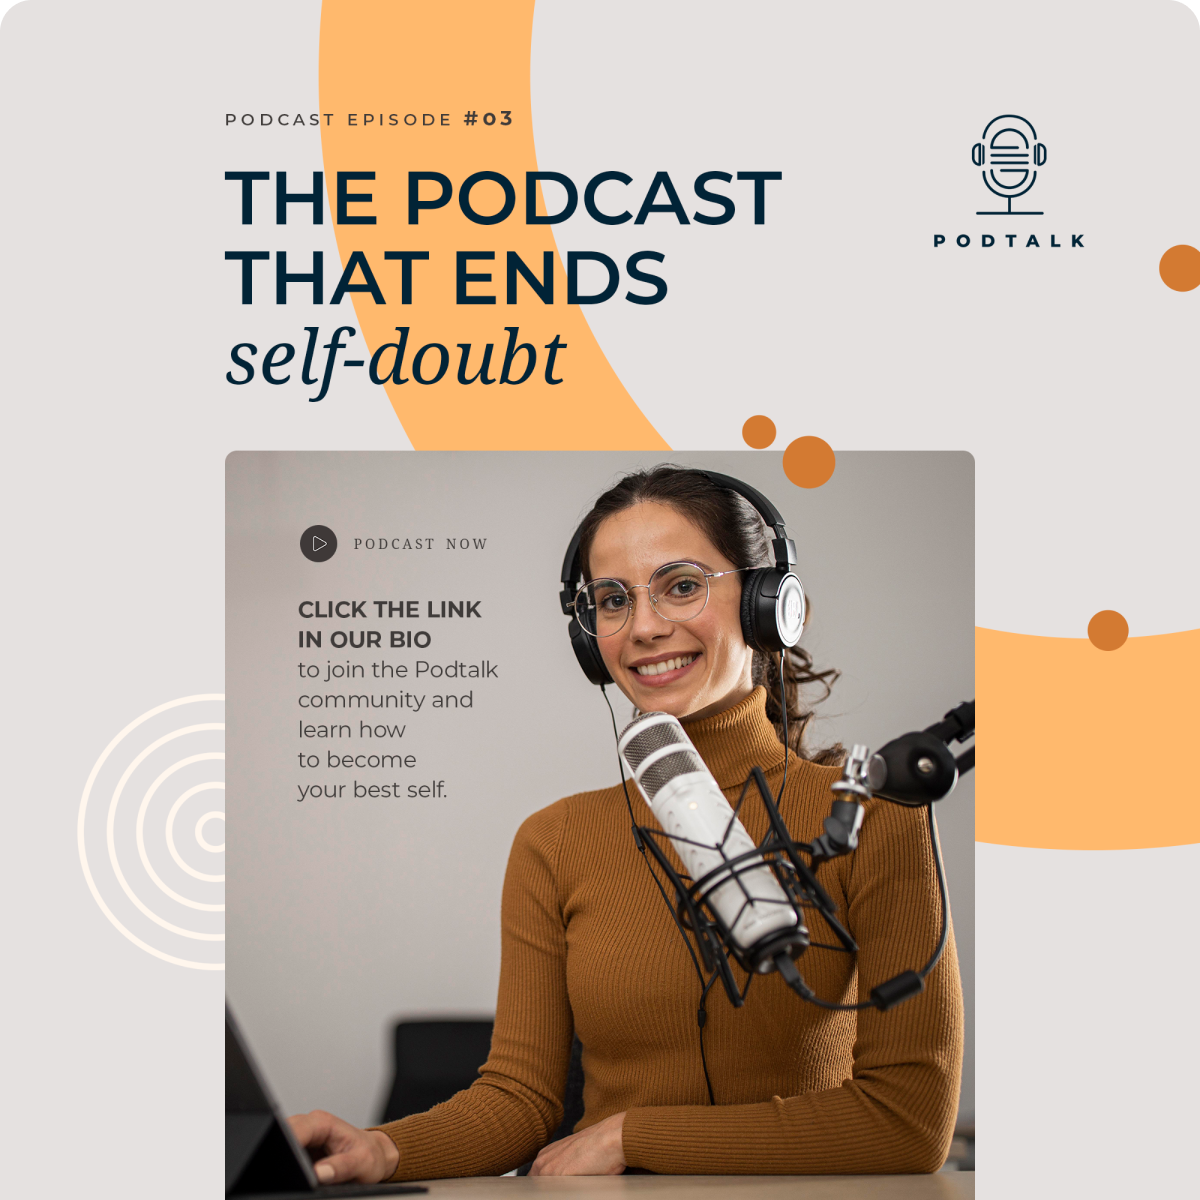 PODCAST EPISODE #03
THE PODCAST
THAT ENDS
self-doubt
PODTALK
PODCAST NOW
CLICK THE LINK
IN OUR BIO
to join the Podtalk
community and
learn how
to become
your best self.